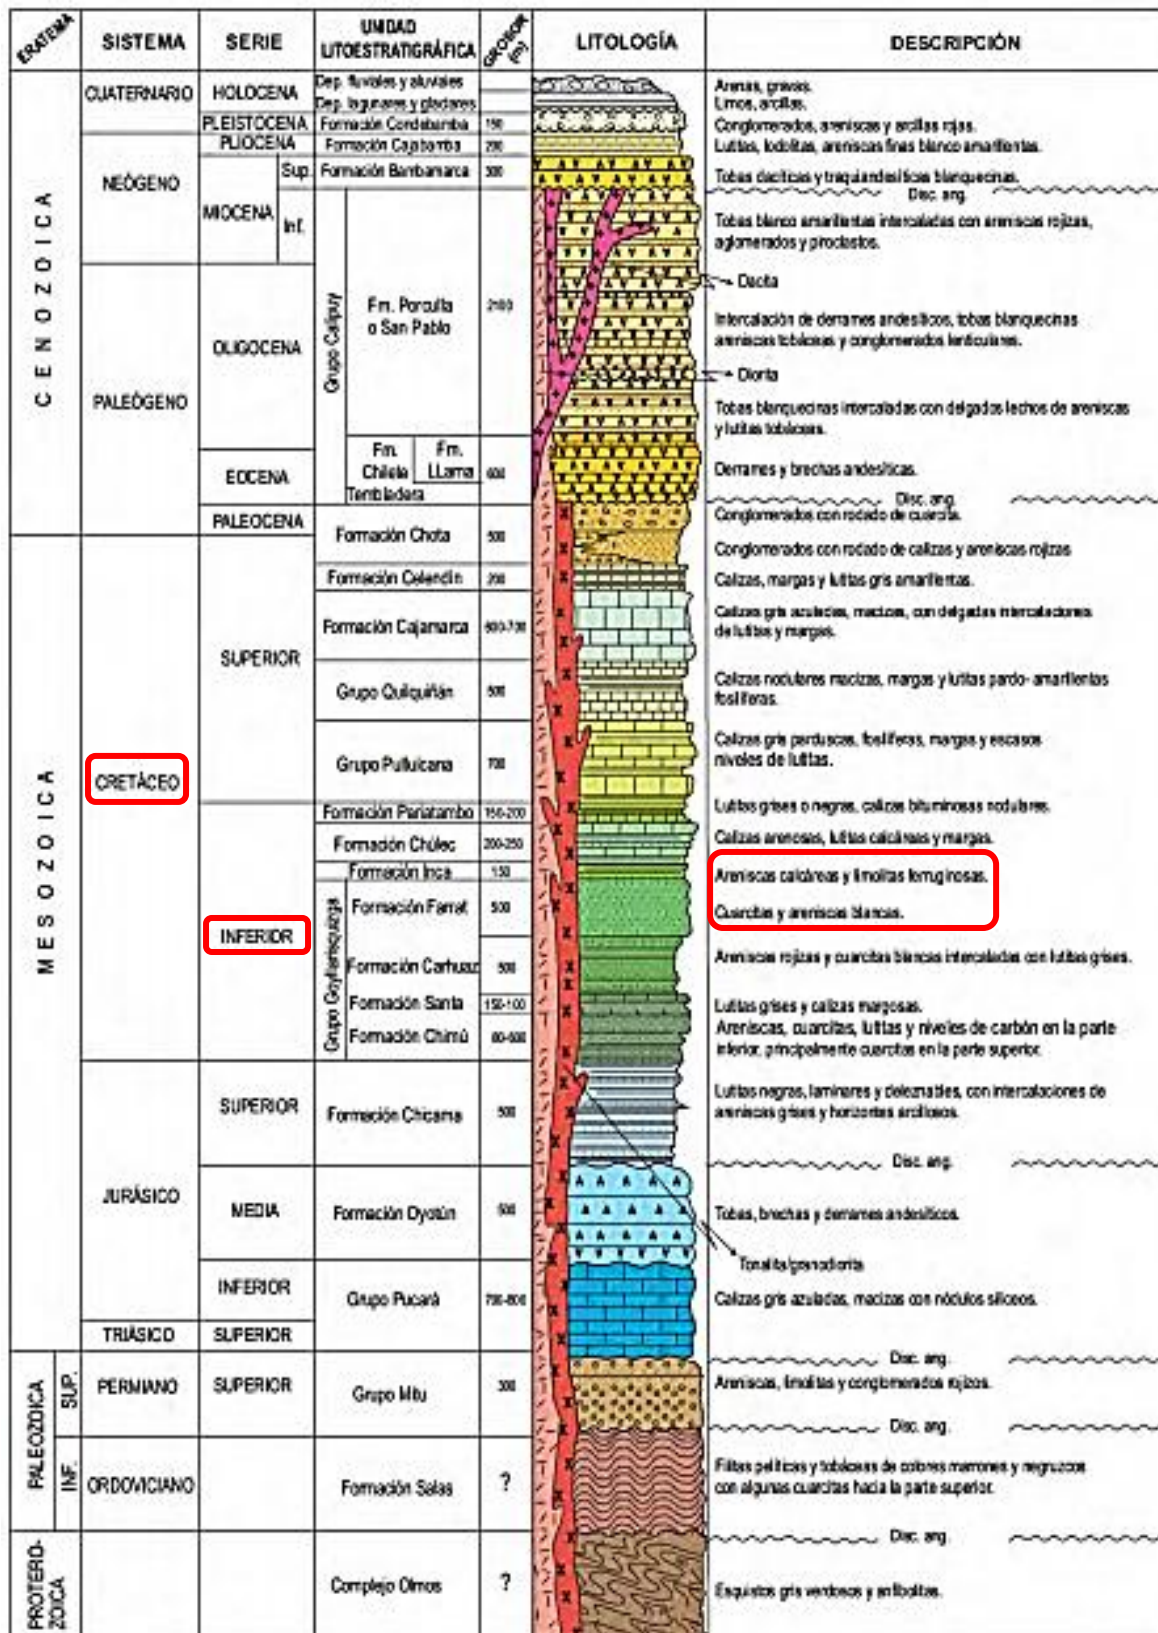 ERATEMA SISTEMA SERIE UNIDAD LITOESTRATIGRÁFICA GROSOR (m) LITOLOGÍA DESCRIPCIÓN
CENOZOICA
CUATERNARIO
HOLOCENA
Dep. fluviales y aluviales
Dep. lagunares y glaciares
Arenas, gravas.
Limos, arcillas.
PLEISTOCENA Formación Condebamba 150 Conglomerados, areniscas y arcillas rojas.
NEÓGENO
PLIOCENA Formación Cajabamba 200 Lutitas, lodolitas, areniscas finas blanco amarillentas.
MIOCENA
Sup. Formación Bambamarca 300 Tobas dacíticas y traquiandesíticas blanquecinas.
Disc. ang.
Inf.
Tobas blanco amarillentas intercaladas con areniscas rojizas,
aglomerados y piroclastos.
Dacita
PALEÓGENO
OLIGOCENA
Grupo Calipuy
Fm. Porculla
o San Pablo
2100
Intercalación de derrames andesíticos, tobas blanquecinas
areniscas tobáceas y conglomerados lenticulares.
Diorita
Tobas blanquecinas intercaladas con delgados lechos de areniscas
y lutitas tobáceas.
EOCENA
Fm. Chilete
Fm. LLama
Tembladera
600
Derrames y brechas andesíticas.
Disc. ang.
PALEOCENA
Conglomerados con rodado de cuarcita.
Formación Chota 500
Conglomerados con rodado de calizas y areniscas rojizas
MESOZOICA
CRETÁCEO
SUPERIOR
Formación Celendín 200 Calizas, margas y lutitas gris amarillentas.
Formación Cajamarca 600-700 Calizas gris azuladas, macizas, con delgadas intercalaciones
de lutitas y margas.
Grupo Quilquiñán 500 Calizas nodulares macizas, margas y lutitas pardo- amarillentas
fosilíferas.
Grupo Pulluicana 700 Calizas gris parduscas, fosilíferas, margas y escasos
niveles de lutitas.
INFERIOR
Formación Pariatambo 150-200 Lutitas grises o negras, calizas bituminosas nodulares.
Formación Chúlec 200-250 Calizas arenosas, lutitas calcáreas y margas.
Formación Inca 150 Areniscas calcáreas y limolitas ferruginosas.
Grupo Goyllarisquizga
Formación Farrat 500 Cuarcitas y areniscas blancas.
Formación Carhuaz 500 Areniscas rojizas y cuarcitas blancas intercaladas con lutitas grises.
Formación Santa 150-100 Lutitas grises y calizas margosas.
Formación Chimú 80-600 Areniscas, cuarcitas, lutitas y niveles de carbón en la parte
inferior, principalmente cuarcitas en la parte superior.
JURÁSICO
SUPERIOR Formación Chicama 500 Lutitas negras, laminares y deleznables, con intercalaciones de
areniscas grises y horizontes arcillosos.
Disc. ang.
MEDIA Formación Oyotún 500 Tobas, brechas y derrames andesíticos.
Tonalita/granodiorita
INFERIOR Grupo Pucará 700-800 Calizas gris azuladas, macizas con nódulos silíceos.
TRIÁSICO SUPERIOR
Disc. ang.
PALEOZOICA
SUP. PERMIANO SUPERIOR Grupo Mitu 300 Areniscas, limolitas y conglomerados rojizos.
Disc. ang.
INF. ORDOVICIANO Formación Salas ? Filitas pelíticas y tobáceas de colores marrones y negruzcos
con algunas cuarcitas hacia la parte superior.
Disc. ang.
PROTERO-
ZOICA
Complejo Olmos ? Esquistos gris verdosos y anfibolitas.